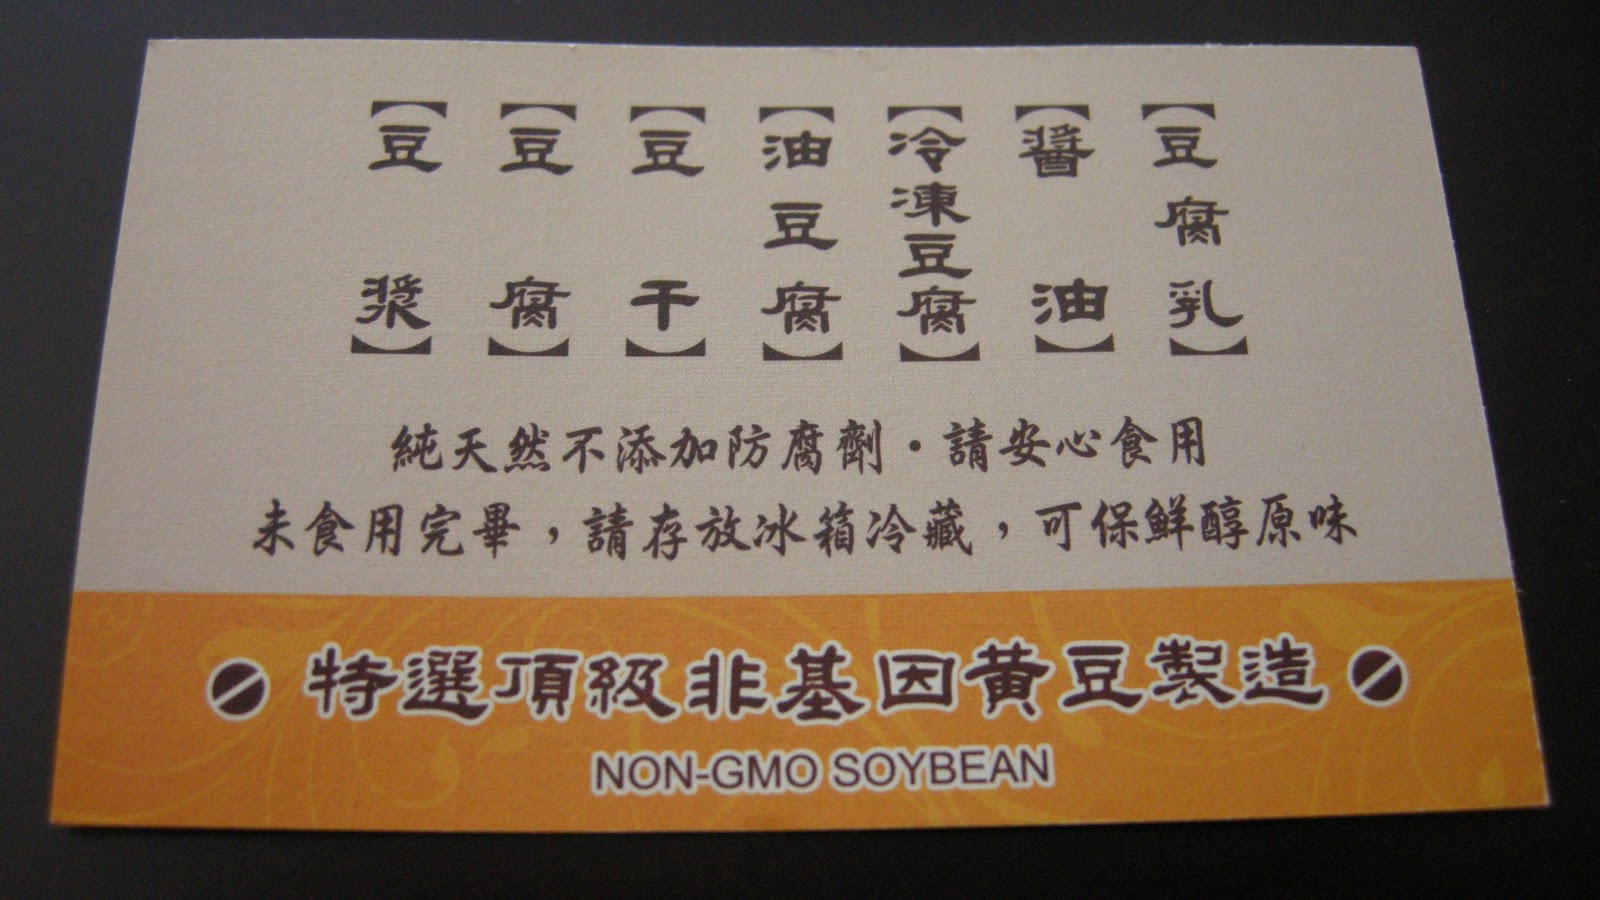 【豆漿】
【豆腐】
【豆干】
【油豆腐】
【冷凍豆腐】
【醬油】
【豆腐乳】
純天然不添加防腐劑・請安心食用
未食用完畢，請存放冰箱冷藏，可保鮮醇原味
特選頂級非基因黃豆製造
NON-GMO SOYBEAN